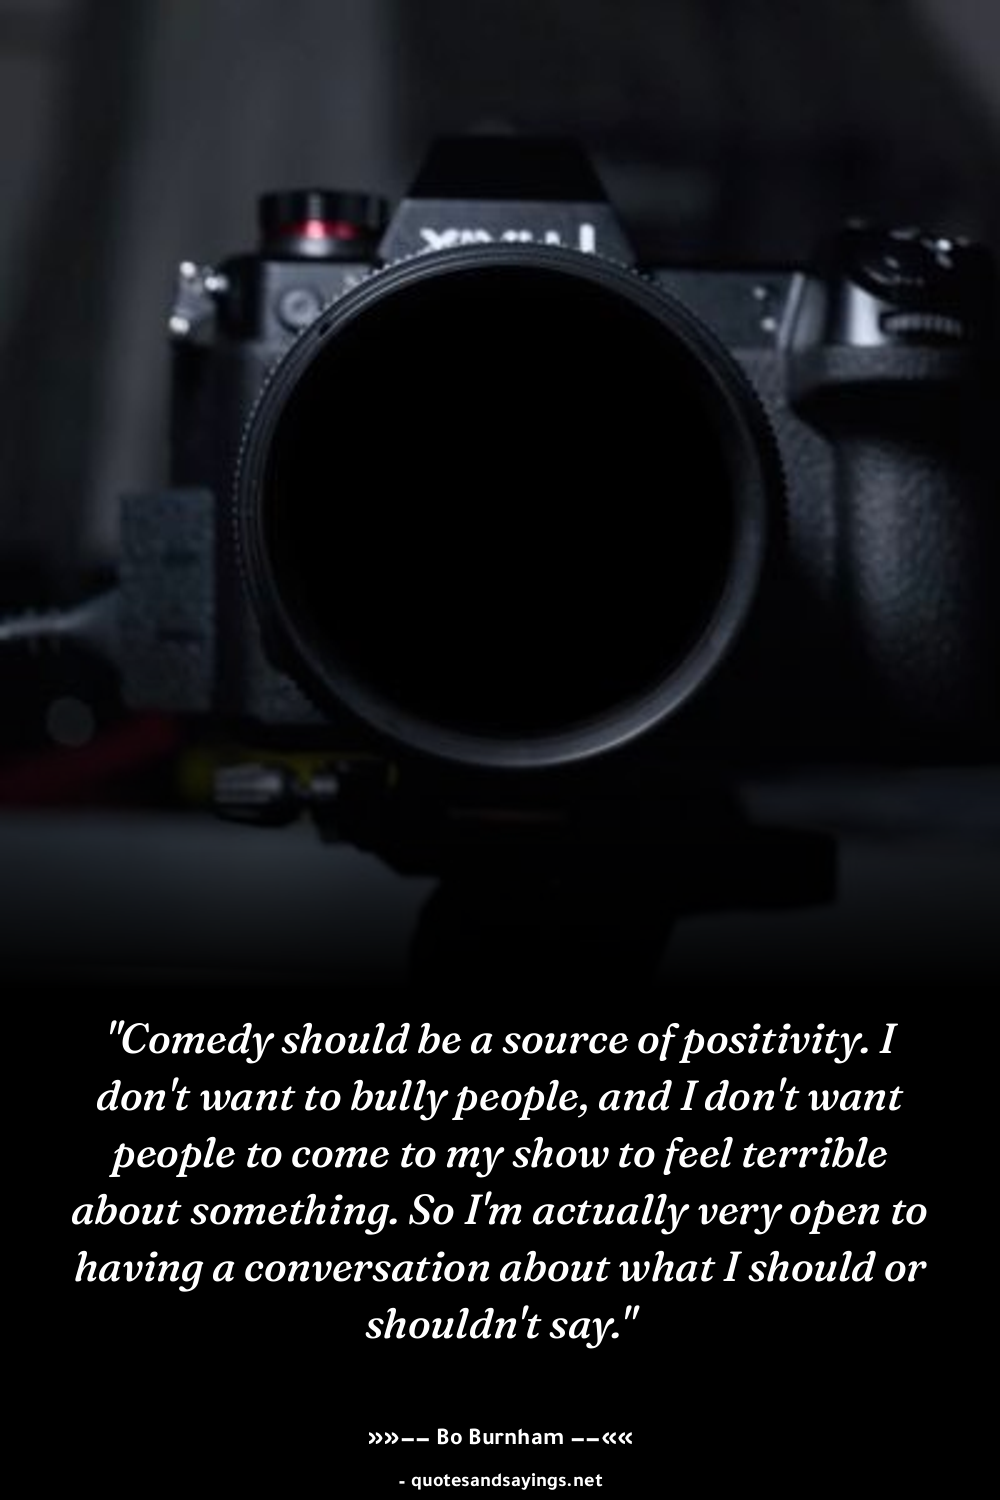 "Comedy should be a source of positivity. I
don't want to bully people, and I don't want
people to come to my show to feel terrible
about something. So I'm actually very open to
having a conversation about what I should or
shouldn't say."
»»–– Bo Burnham ––««
- quotesandsayings.net